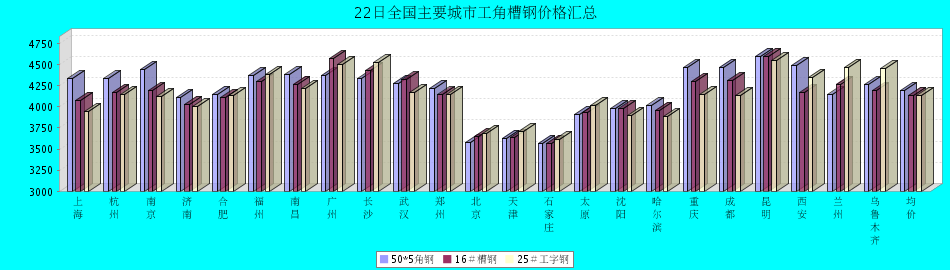 22日全国主要城市工角槽钢价格汇总
4750
4500
4250
4000
3750
3500
3250
3000
上海
杭州
南京
济南
合肥
福州
南昌
广州
长沙
武汉
郑州
北京
天津
石家庄
太原
沈阳
哈尔滨
重庆
成都
昆明
西安
兰州
乌鲁木齐
均价
50*5角钢 16#槽钢 25#工字钢